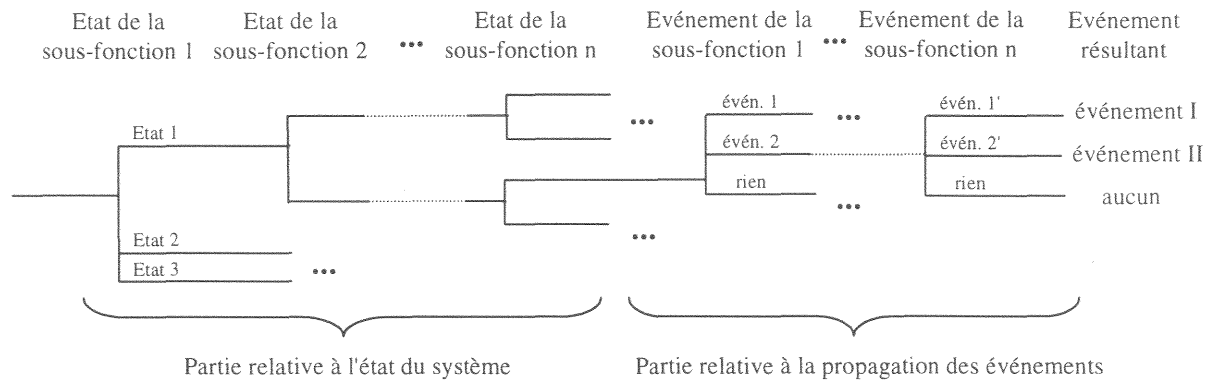 Etat de la
sous-fonction 1
Etat de la
sous-fonction 2
•••
Etat de la
sous-fonction n
Evénement de la
sous-fonction 1
•••
Evénement de la
sous-fonction n
Evénement
résultant
Etat 1
Etat 2
Etat 3
•••
•••
•••
évén. 1
évén. 2
rien
•••
•••
évén. 1'
évén. 2'
rien
événement I
événement II
aucun
Partie relative à l'état du système
Partie relative à la propagation des événements